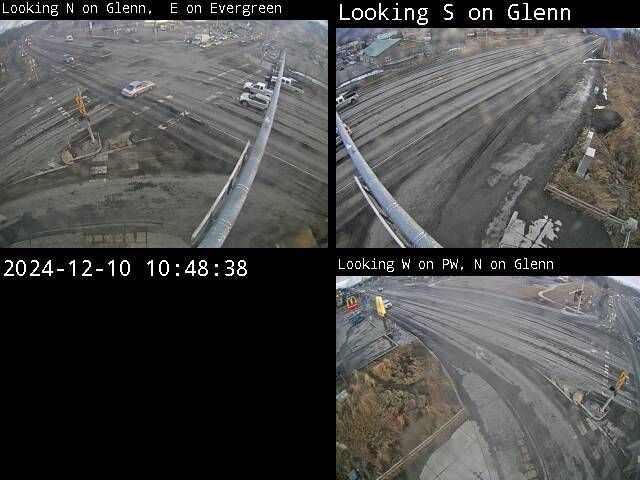 Looking N on Glenn,  E on Evergreen
Looking S on Glenn
2024-12-10 10:48:38
Looking W on PW, N on Glenn